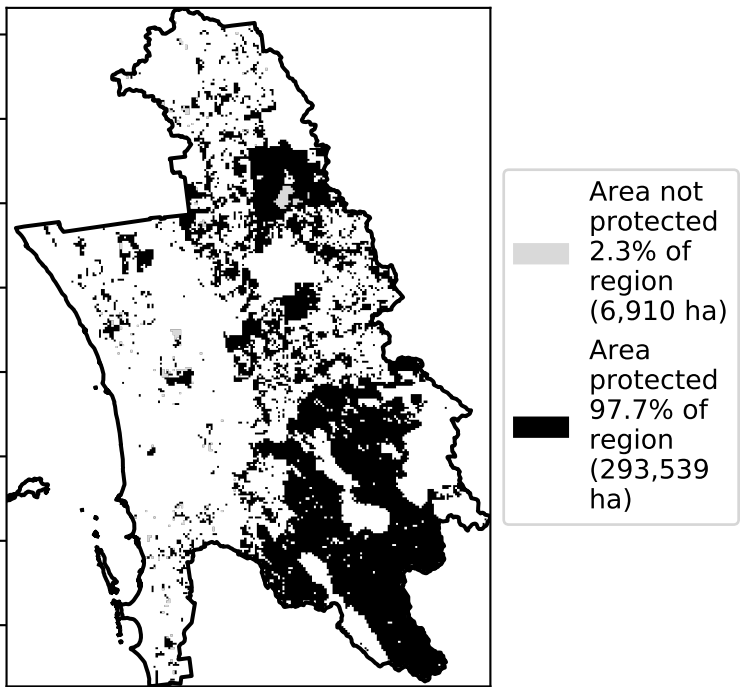 Area not
protected
2.3% of
region
(6,910 ha)
Area
protected
97.7% of
region
(293,539
ha)